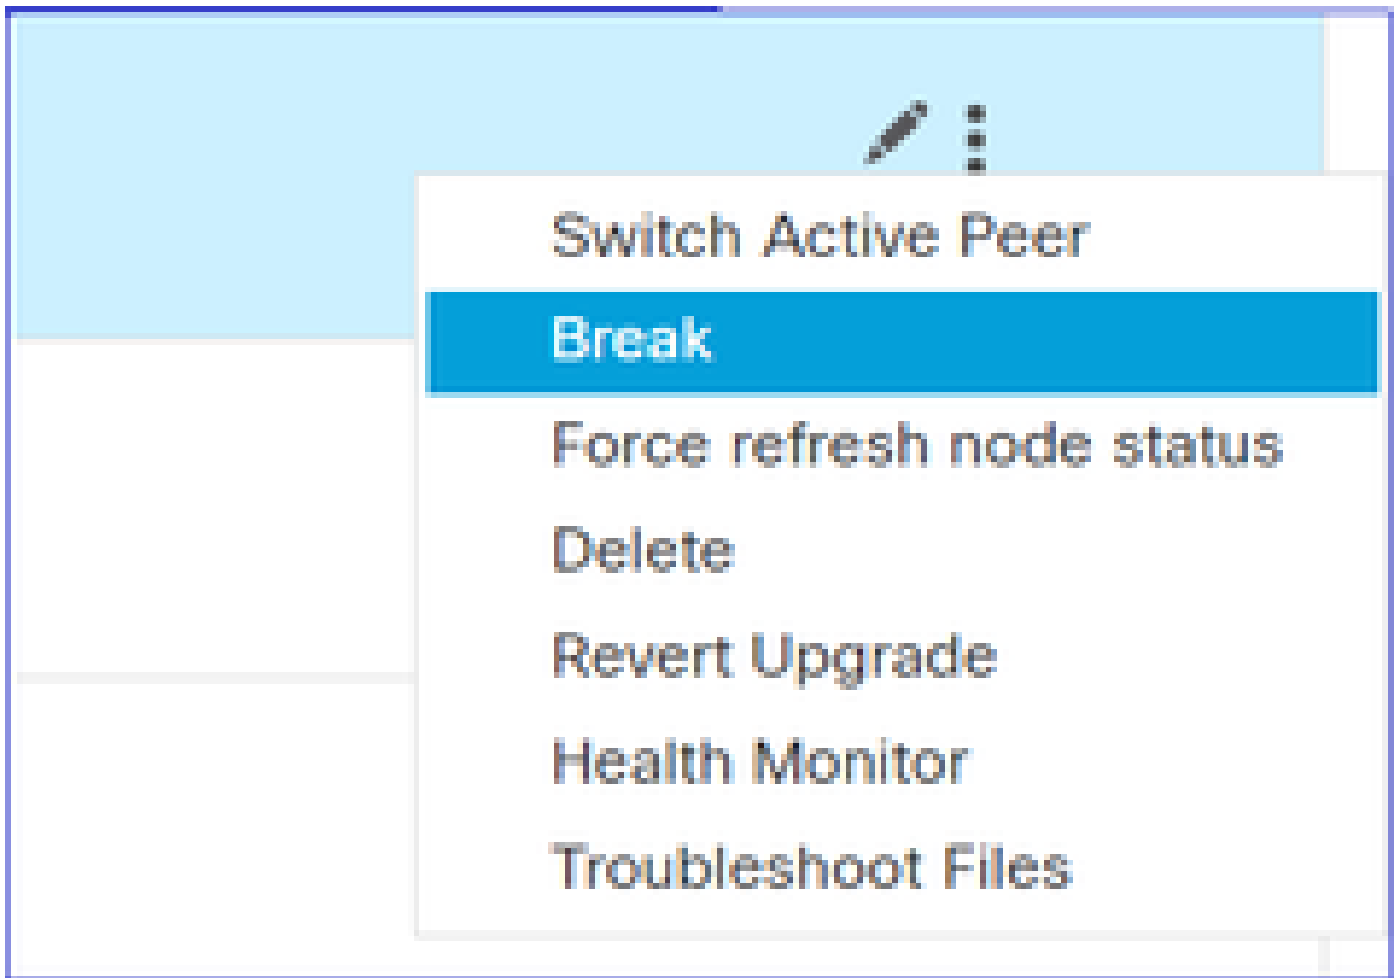 Switch Active Peer
Break
Force refresh node status
Delete
Revert Upgrade
Health Monitor
Troubleshoot Files